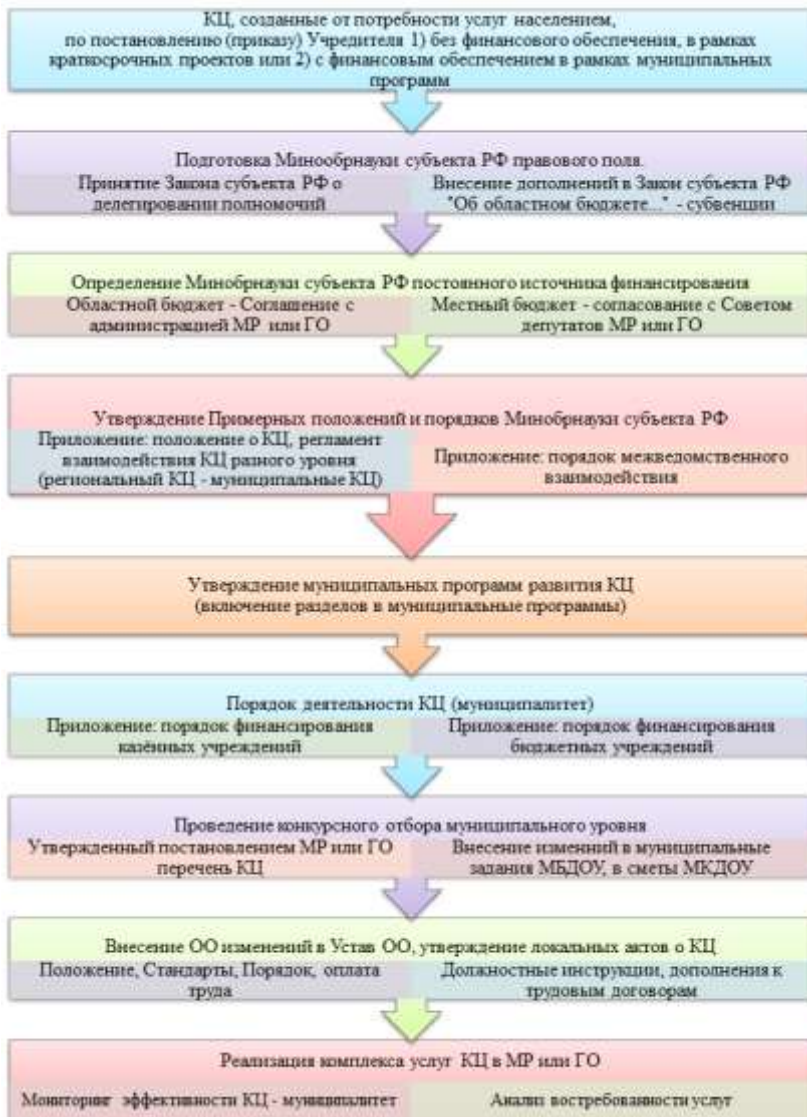 КЦ, созданные от потребности услуг населением,
по постановлению (приказу) Учредителя 1) без финансового обеспечения, в рамках
краткосрочных проектов или 2) с финансовым обеспечением в рамках муниципальных
программ
Подготовка Минообрнауки субъекта РФ правового поля.
Принятие Закона субъекта РФ о
делегировании полномочий
Внесение дополнений в Закон субъекта РФ
"Об областном бюджете..." - субвенции
Определение Минобрнауки субъекта РФ постоянного источника финансирования
Областной бюджет - Соглашение с
администрацией МР или ГО
Местный бюджет - согласование с Советом
депутатов МР или ГО
Утверждение Примерных положений и порядков Минобрнауки субъекта РФ
Приложение: положение о КЦ, регламент
взаимодействия КЦ разного уровня
(региональный КЦ - муниципальные КЦ)
Приложение: порядок межведомственного
взаимодействия
Утверждение муниципальных программ развития КЦ
(включение разделов в муниципальные программы)
Порядок деятельности КЦ (муниципалитет)
Приложение: порядок финансирования
казённых учреждений
Приложение: порядок финансирования
бюджетных учреждений
Проведение конкурсного отбора муниципального уровня
Утвержденный постановлением МР или ГО
перечень КЦ
Внесение изменний в муниципальные
задания МБДОУ, в сметы МКДОУ
Внесение ОО изменений в Устав ОО, утверждение локальных актов о КЦ
Положение, Стандарты, Порядок, оплата
труда
Должностные инструкции, дополнения к
трудовым договорам
Реализация комплекса услуг КЦ в МР или ГО
Мониторинг эффективности КЦ - муниципалитет
Анализ востребованности услуг